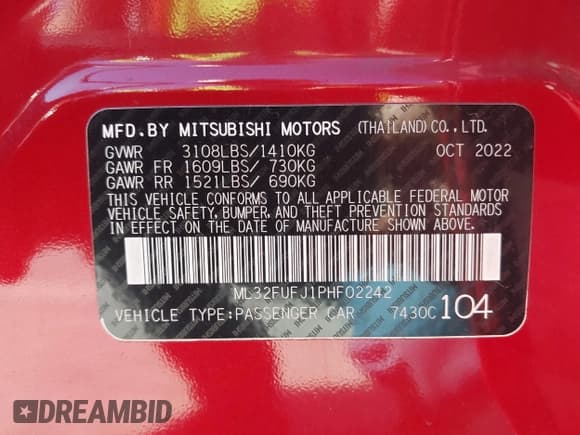 MFD.BY MITSUBISHI MOTORS (THAILAND)CO.,LTD.
GVWR 3108LBS/1410KG OCT 2022
GAWR FR 1609LBS/ 730KG
GAWR RR 1521LBS/ 690KG
THIS VEHICLE CONFORMS TO ALL APPLICABLE FEDERAL MOTOR
VEHICLE SAFETY, BUMPER, AND THEFT PREVENTION STANDARDS
IN EFFECT ON THE DATE OF MANUFACTURE SHOWN ABOVE.
ML32FUFJ1PHF02242
VEHICLE TYPE:PASSENGER CAR 7430C 104
DREAMBID